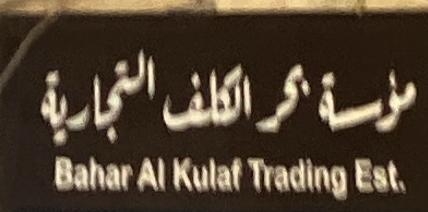 مؤسسة بحر الكلف التجارية
Bahar Al Kulaf Trading Est.